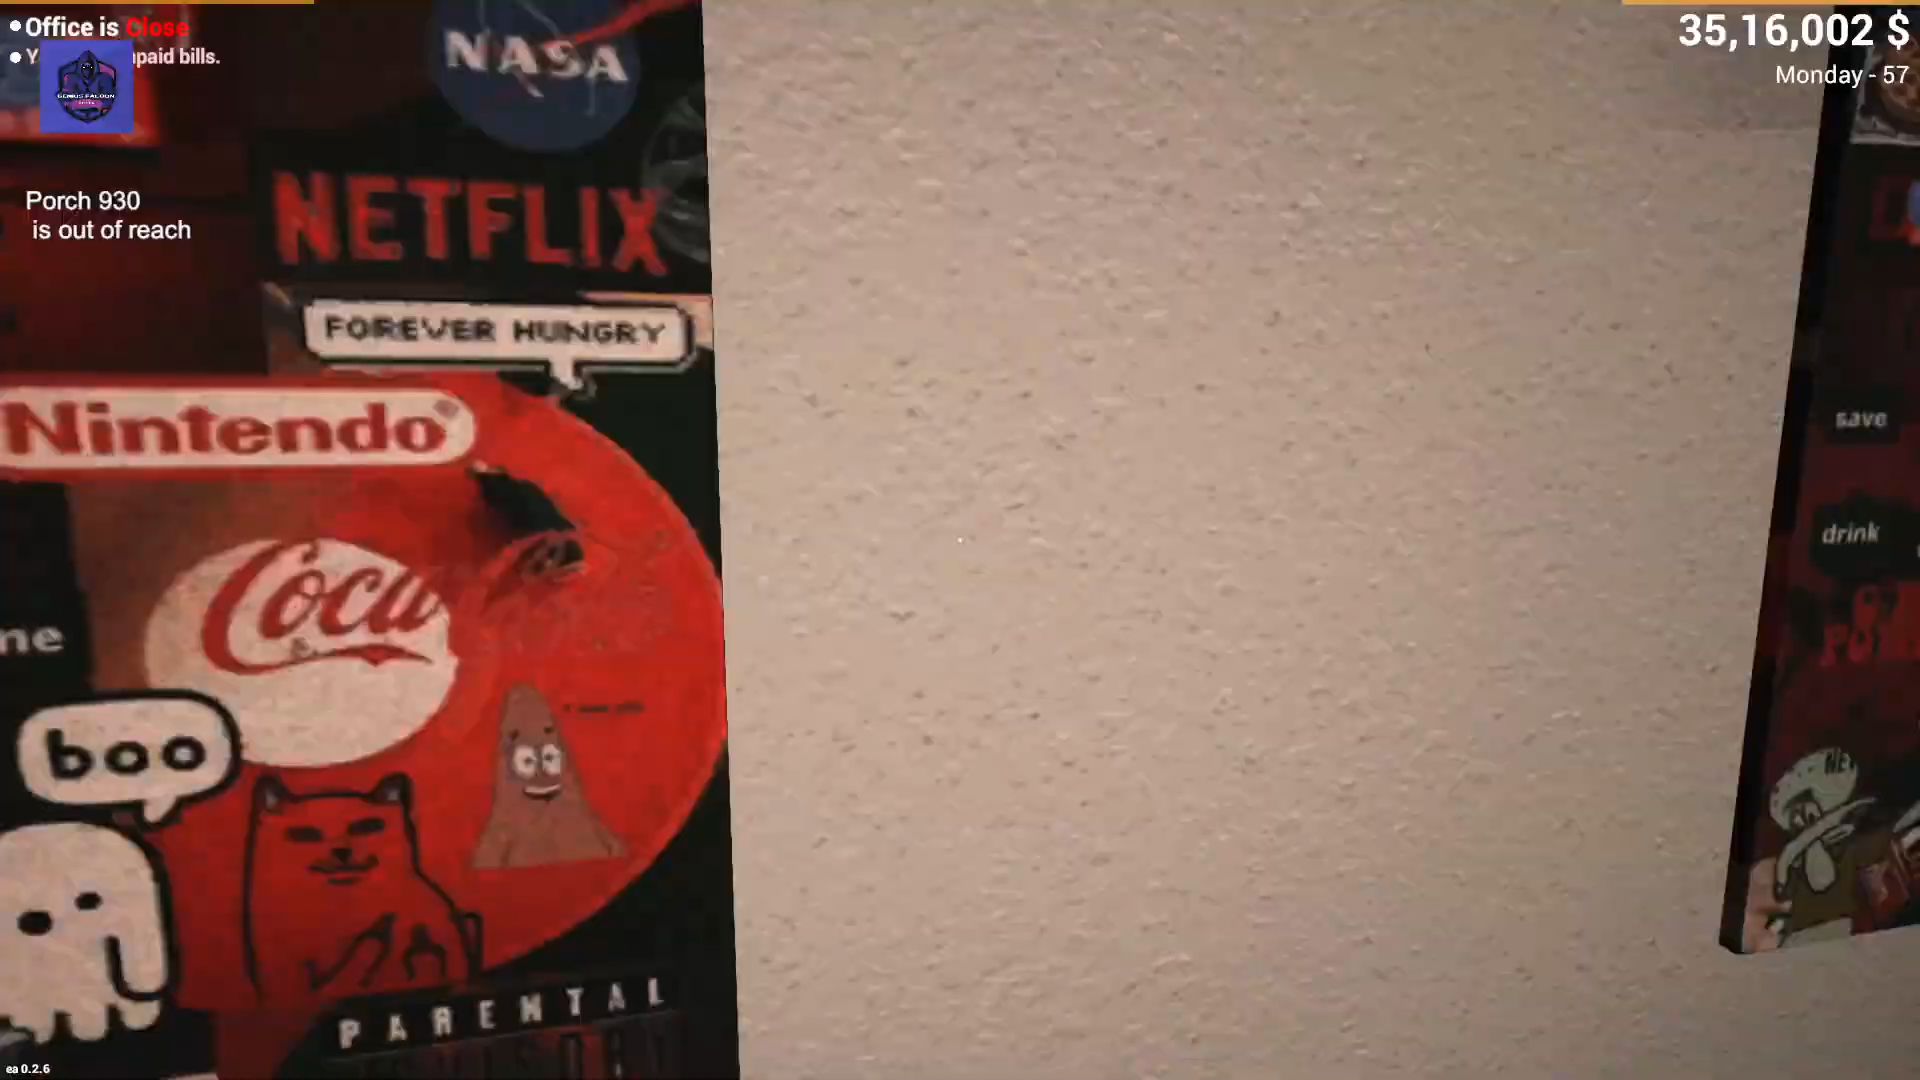 Office is Close
paid bills.
35,16,002 $
Monday - 57
NASA
NETFLIX
Porch 930
is out of reach
FOREVER HUNGRY
Nintendo
save
drink
Coca
ne
boo
PARENTAL
ea 0.2.6